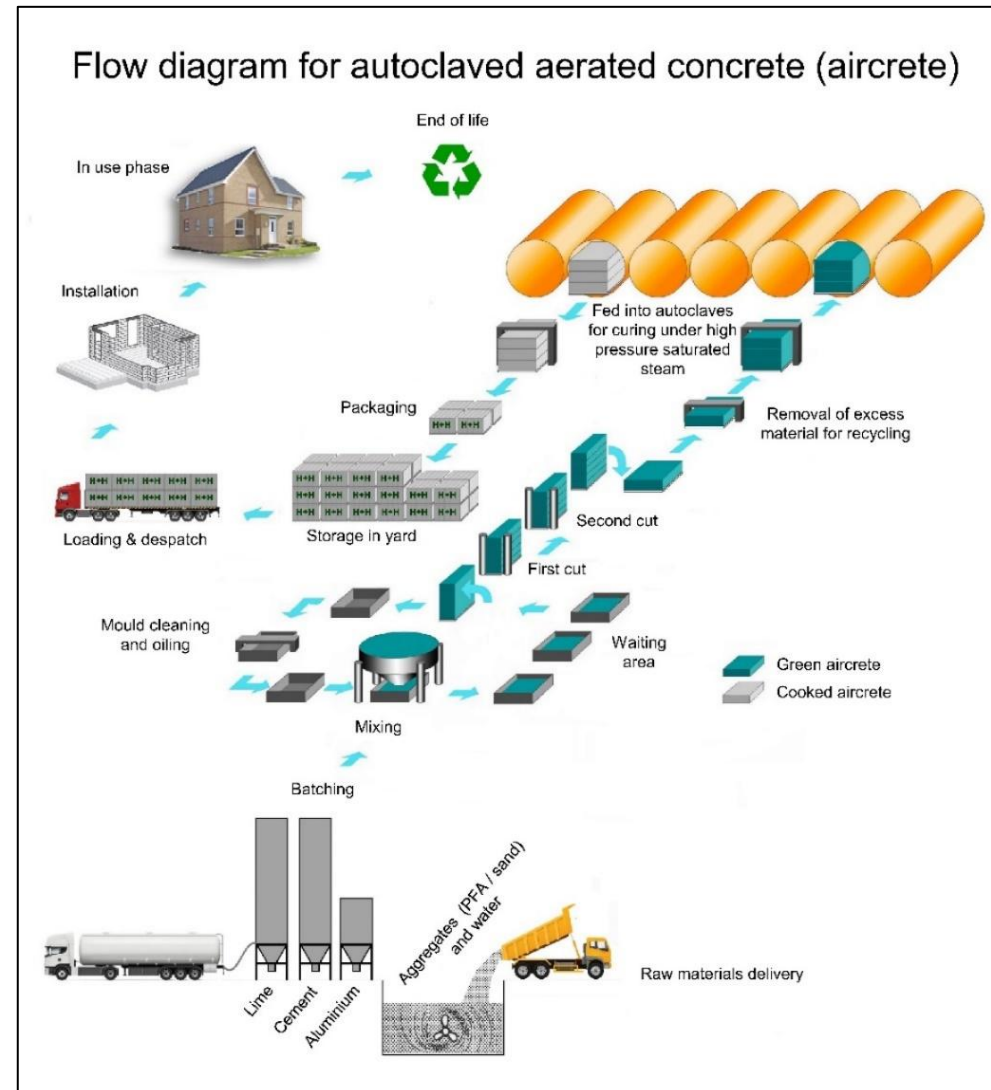 Flow diagram for autoclaved aerated concrete (aircrete)
End of life
In use phase
Installation
Fed into autoclaves
for curing under high
pressure saturated
steam
Packaging
Removal of excess
material for recycling
H+H H+H
H+H H+H H+H H+H H+H
H+H H+H H+H H+H H+H
H+H H+H H+H H+H
H+H H+H H+H H+H H+H H+H
H+H H+H H+H H+H H+H H+H
Second cut
Loading & despatch
Storage in yard
First cut
Mould cleaning
and oiling
Waiting
area
Green aircrete
Cooked aircrete
Mixing
Batching
Aggregates (PFA / sand)
and water
Raw materials delivery
Lime
Cement
Aluminium